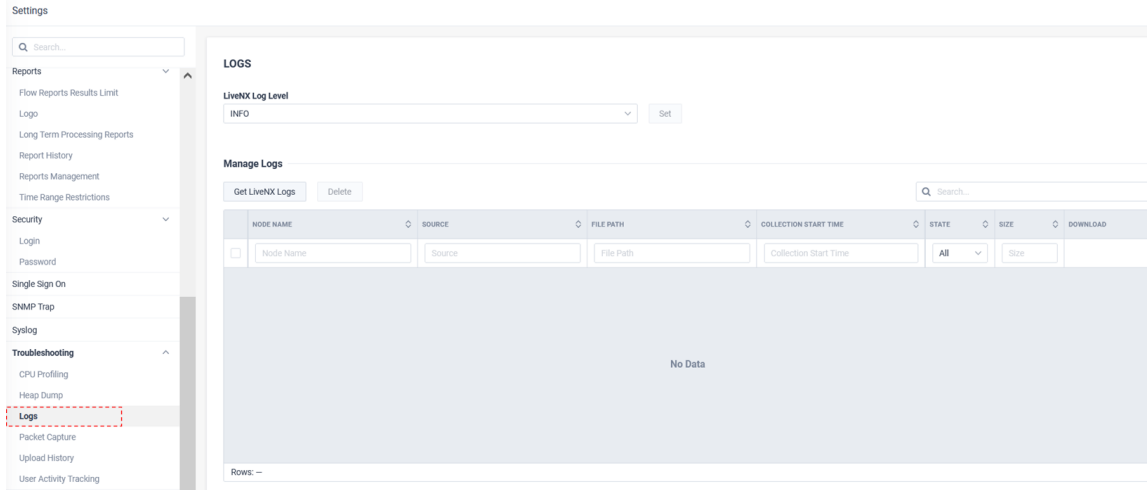 Settings
Search...
Reports
Flow Reports Results Limit
Logo
Long Term Processing Reports
Report History
Reports Management
Time Range Restrictions
Security
Login
Password
Single Sign On
SNMP Trap
Syslog
Troubleshooting
CPU Profiling
Heap Dump
Logs
Packet Capture
Upload History
User Activity Tracking
LOGS
LiveNX Log Level
INFO
Set
Manage Logs
Get LiveNX Logs Delete Search...
NODE NAME SOURCE FILE PATH COLLECTION START TIME STATE SIZE DOWNLOAD
Node Name Source File Path Collection Start Time All Size
No Data
Rows: —